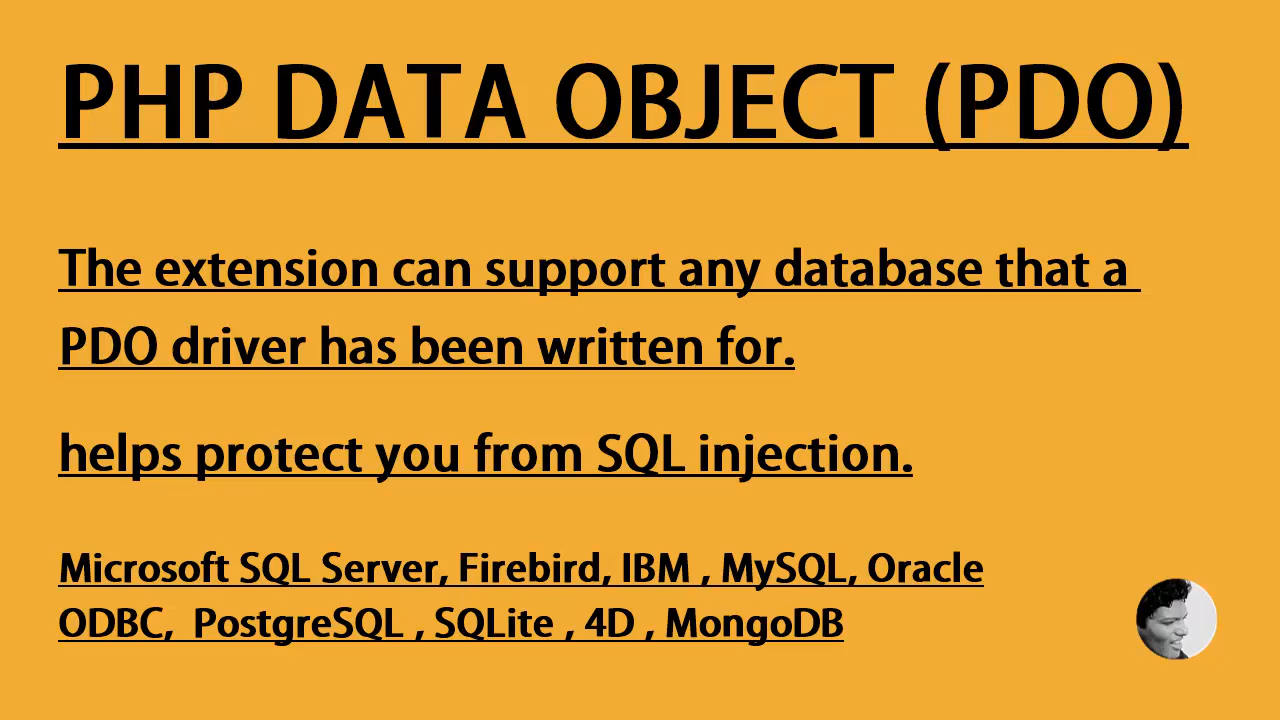 PHP DATA OBJECT (PDO)
The extension can support any database that a
PDO driver has been written for.
helps protect you from SQL injection.
Microsoft SQL Server, Firebird, IBM , MySQL, Oracle
ODBC,  PostgreSQL , SQLite , 4D , MongoDB